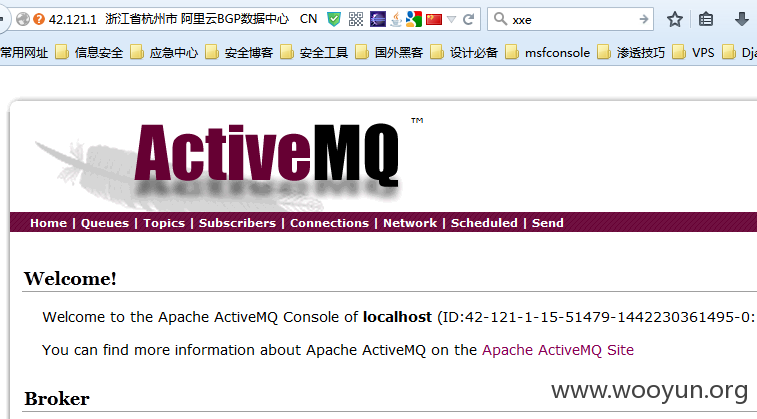 42.121.1 浙江省杭州市 阿里云BGP数据中心 CN xxe
常用网址 信息安全 应急中心 安全博客 安全工具 国外黑客 设计必备 msfconsole 渗透技巧 VPS Dja
ActiveMQ ™
Home | Queues | Topics | Subscribers | Connections | Network | Scheduled | Send
Welcome!
Welcome to the Apache ActiveMQ Console of localhost (ID:42-121-1-15-51479-1442230361495-0:
You can find more information about Apache ActiveMQ on the Apache ActiveMQ Site
Broker
www.wooyun.org